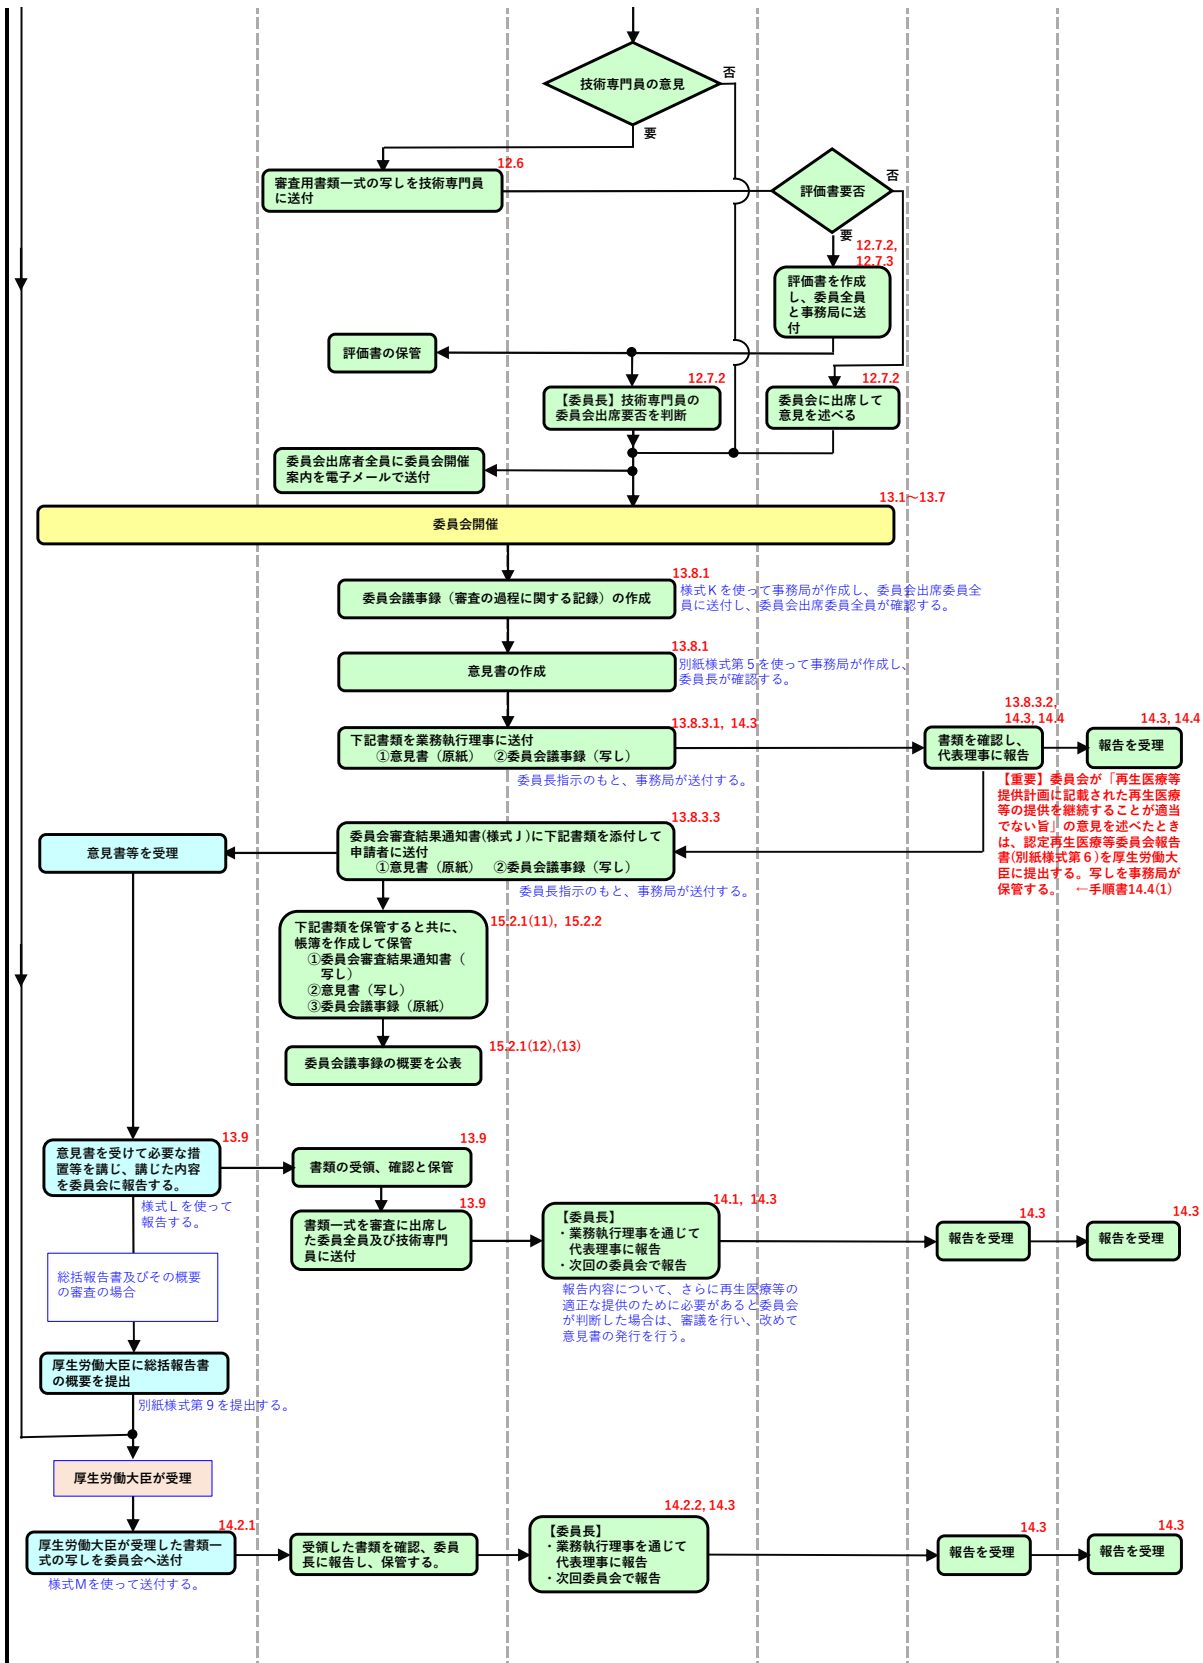 技術専門員の意見
否
要
12.6
審査用書類一式の写しを技術専門員
に送付
評価書要否
否
要
12.7.2,
12.7.3
評価書を作成
し、委員全員
と事務局に送
付
評価書の保管
12.7.2
【委員長】技術専門員の
委員会出席要否を判断
12.7.2
委員会に出席して
意見を述べる
委員会出席者全員に委員会開催
案内を電子メールで送付
13.1～13.7
委員会開催
13.8.1
委員会議事録（審査の過程に関する記録）の作成
様式Ｋを使って事務局が作成し、委員会出席委員全
員に送付し、委員会出席委員全員が確認する。
13.8.1
意見書の作成
別紙様式第５を使って事務局が作成し、
委員長が確認する。
13.8.3.1, 14.3
下記書類を業務執行理事に送付
①意見書（原紙）　②委員会議事録（写し）
委員長指示のもと、事務局が送付する。
13.8.3.2,
14.3, 14.4
書類を確認し、
代表理事に報告
14.3, 14.4
報告を受理
【重要】委員会が「再生医療等
提供計画に記載された再生医療
等の提供を継続することが適当
でない旨」の意見を述べたとき
は、認定再生医療等委員会報告
書(別紙様式第６)を厚生労働大
臣に提出する。写しを事務局が
保管する。　←手順書14.4(1)
13.8.3.3
委員会審査結果通知書(様式Ｊ)に下記書類を添付して
申請者に送付
①意見書（原紙）　②委員会議事録（写し）
委員長指示のもと、事務局が送付する。
意見書等を受理
15.2.1(11), 15.2.2
下記書類を保管すると共に、
帳簿を作成して保管
①委員会審査結果通知書（
写し）
②意見書（写し）
③委員会議事録（原紙）
15.2.1(12),(13)
委員会議事録の概要を公表
13.9
意見書を受けて必要な措
置等を講じ、講じた内容
を委員会に報告する。
様式Ｌを使って
報告する。
13.9
書類の受領、確認と保管
13.9
書類一式を審査に出席し
た委員全員及び技術専門
員に送付
14.1, 14.3
【委員長】
・業務執行理事を通じて
代表理事に報告
・次回の委員会で報告
報告内容について、さらに再生医療等の
適正な提供のために必要があると委員会
が判断した場合は、審議を行い、改めて
意見書の発行を行う。
14.3
報告を受理
14.3
報告を受理
総括報告書及びその概要
の審査の場合
厚生労働大臣に総括報告書
の概要を提出
別紙様式第９を提出する。
厚生労働大臣が受理
14.2.1
厚生労働大臣が受理した書類一
式の写しを委員会へ送付
様式Ｍを使って送付する。
受領した書類を確認、委員
長に報告し、保管する。
14.2.2, 14.3
【委員長】
・業務執行理事を通じて
代表理事に報告
・次回委員会で報告
14.3
報告を受理
14.3
報告を受理